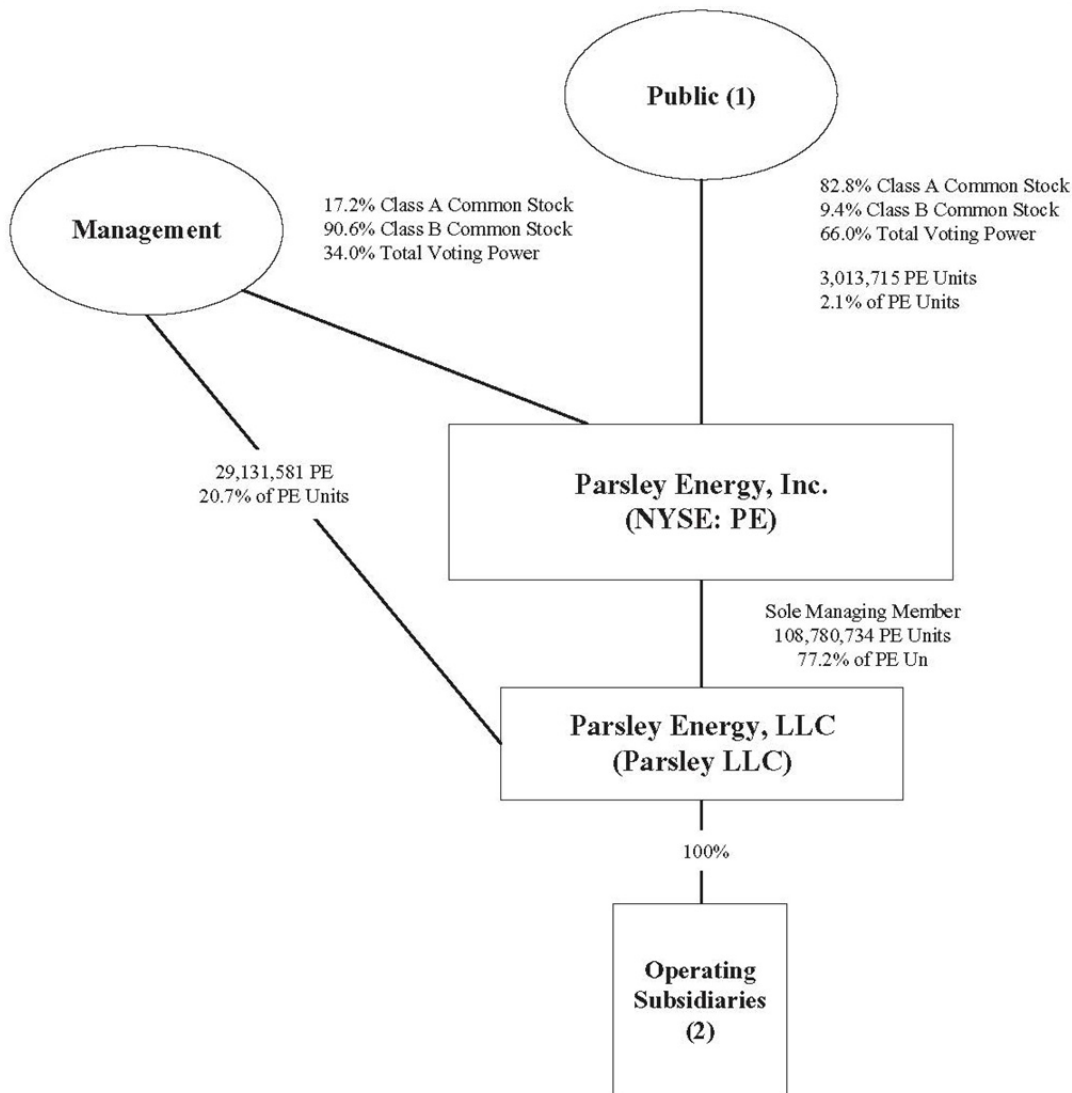 Public (1)
Management
17.2% Class A Common Stock
90.6% Class B Common Stock
34.0% Total Voting Power
82.8% Class A Common Stock
9.4% Class B Common Stock
66.0% Total Voting Power
3,013,715 PE Units
2.1% of PE Units
29,131,581 PE
20.7% of PE Units
Parsley Energy, Inc.
(NYSE: PE)
Sole Managing Member
108,780,734 PE Units
77.2% of PE Un
Parsley Energy, LLC
(Parsley LLC)
100%
Operating
Subsidiaries
(2)